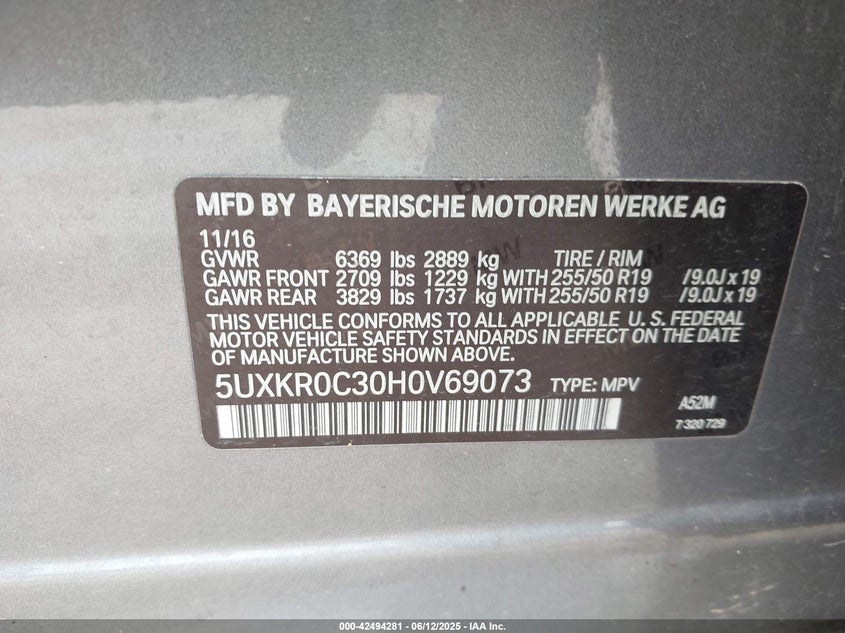 MFD BY BAYERISCHE MOTOREN WERKE AG
11/16
GVWR 6369 lbs 2889 kg TIRE / RIM
GAWR FRONT 2709 lbs 1229 kg WITH 255/50 R19 /9.0J x 19
GAWR REAR 3829 lbs 1737 kg WITH 255/50 R19 /9.0J x 19
THIS VEHICLE CONFORMS TO ALL APPLICABLE U. S. FEDERAL
MOTOR VEHICLE SAFETY STANDARDS IN EFFECT ON THE DATE
OF MANUFACTURE SHOWN ABOVE.
5UXKR0C30H0V69073 TYPE: MPV
A52M
7 320 729
000-42494281 - 06/12/2025 - IAA Inc.